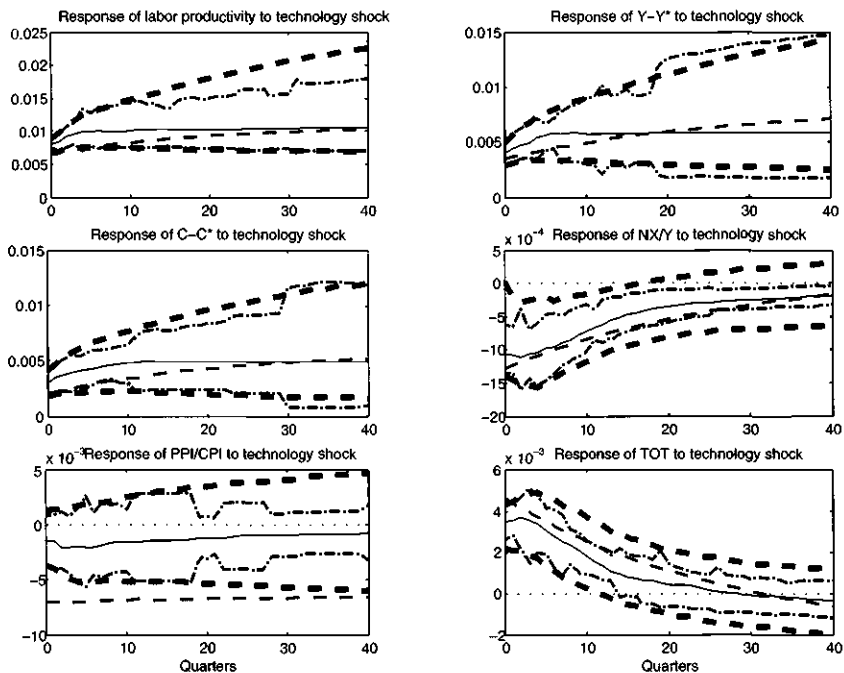 Response of labor productivity to technology shock
0.025
0.02
0.015
0.01
0.005
0
0 10 20 30 40
Response of Y-Y* to technology shock
0.015
0.01
0.005
0
0 10 20 30 40
Response of C-C* to technology shock
0.015
0.01
0.005
0
0 10 20 30 40
Response of NX/Y to technology shock
x 10⁻⁴
5
0
-5
-10
-15
-20
0 10 20 30 40
Response of PPI/CPI to technology shock
x 10⁻³
5
0
-5
-10
0 10 20 30 40
Quarters
Response of TOT to technology shock
x 10⁻³
6
4
2
0
-2
0 10 20 30 40
Quarters